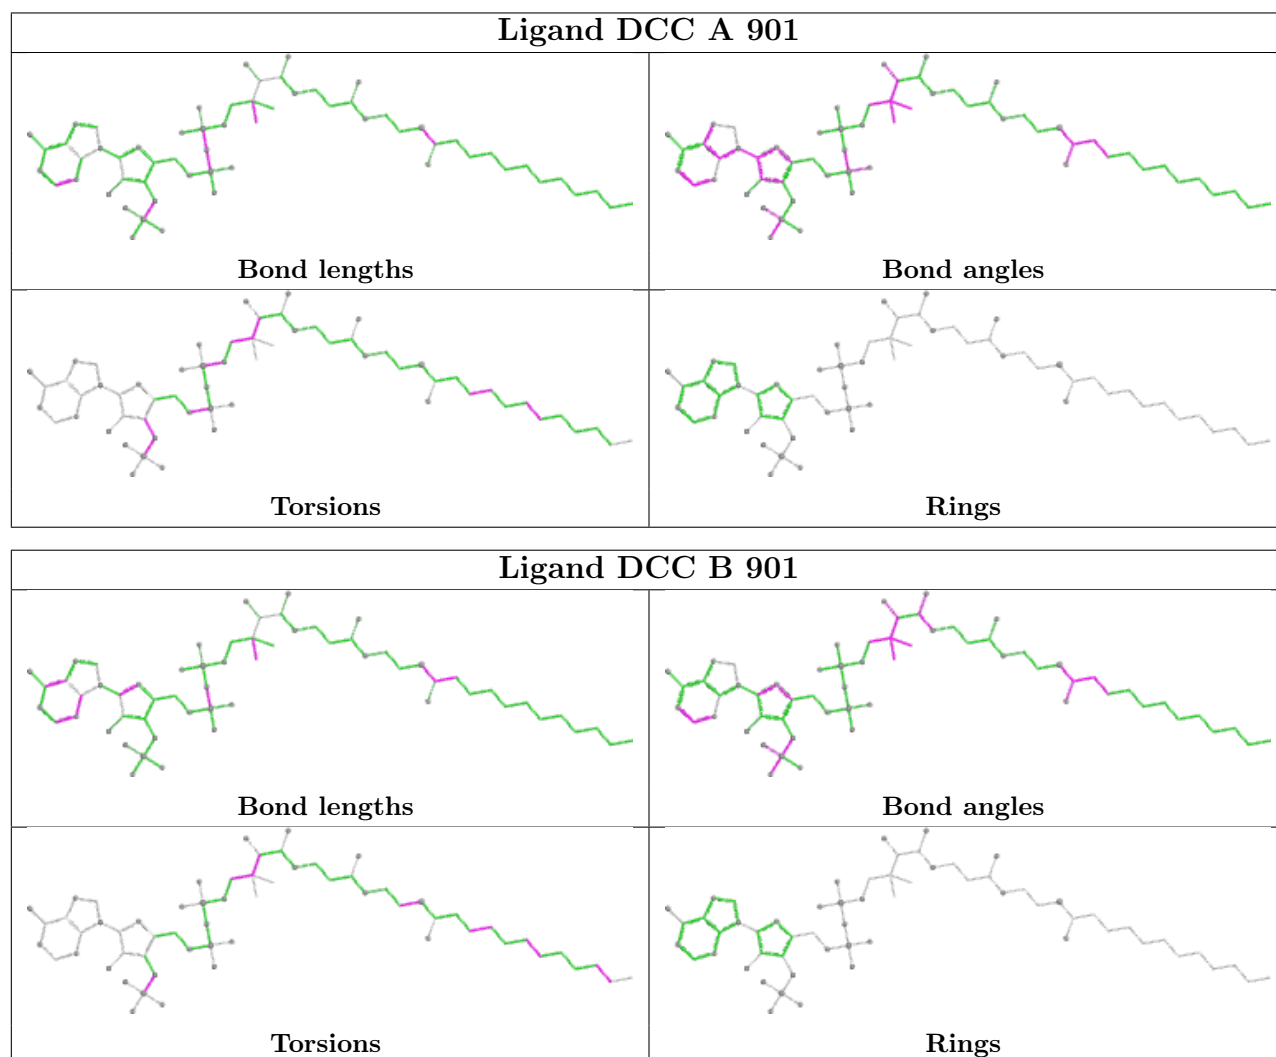 Ligand DCC A 901
Bond lengths
Bond angles
Torsions
Rings
Ligand DCC B 901
Bond lengths
Bond angles
Torsions
Rings